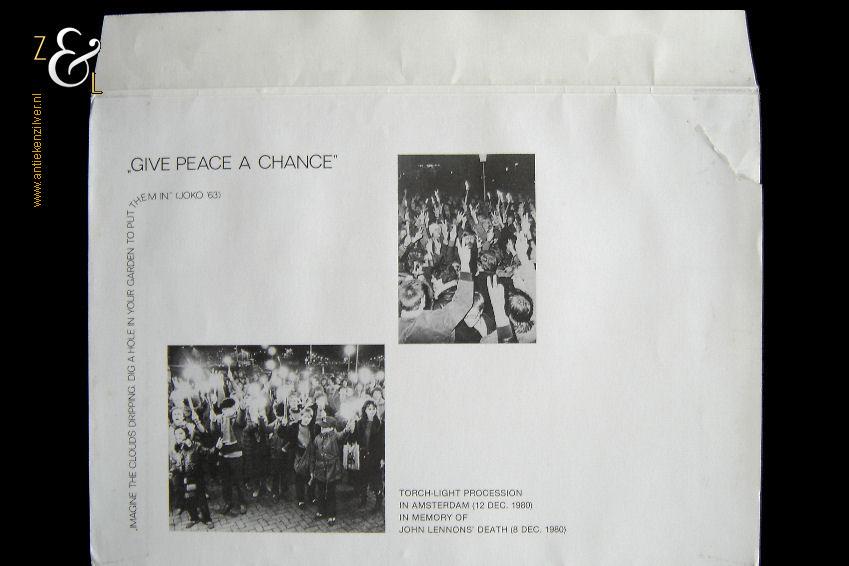 Z & L
www.antiekenzilver.nl
„GIVE PEACE A CHANCE"
„IMAGINE THE CLOUDS DRIPPING. DIG A HOLE IN YOUR GARDEN TO PUT THEM IN" (JOKO '63)
TORCH-LIGHT PROCESSION
IN AMSTERDAM (12 DEC. 1980)
IN MEMORY OF
JOHN LENNONS' DEATH (8 DEC. 1980)